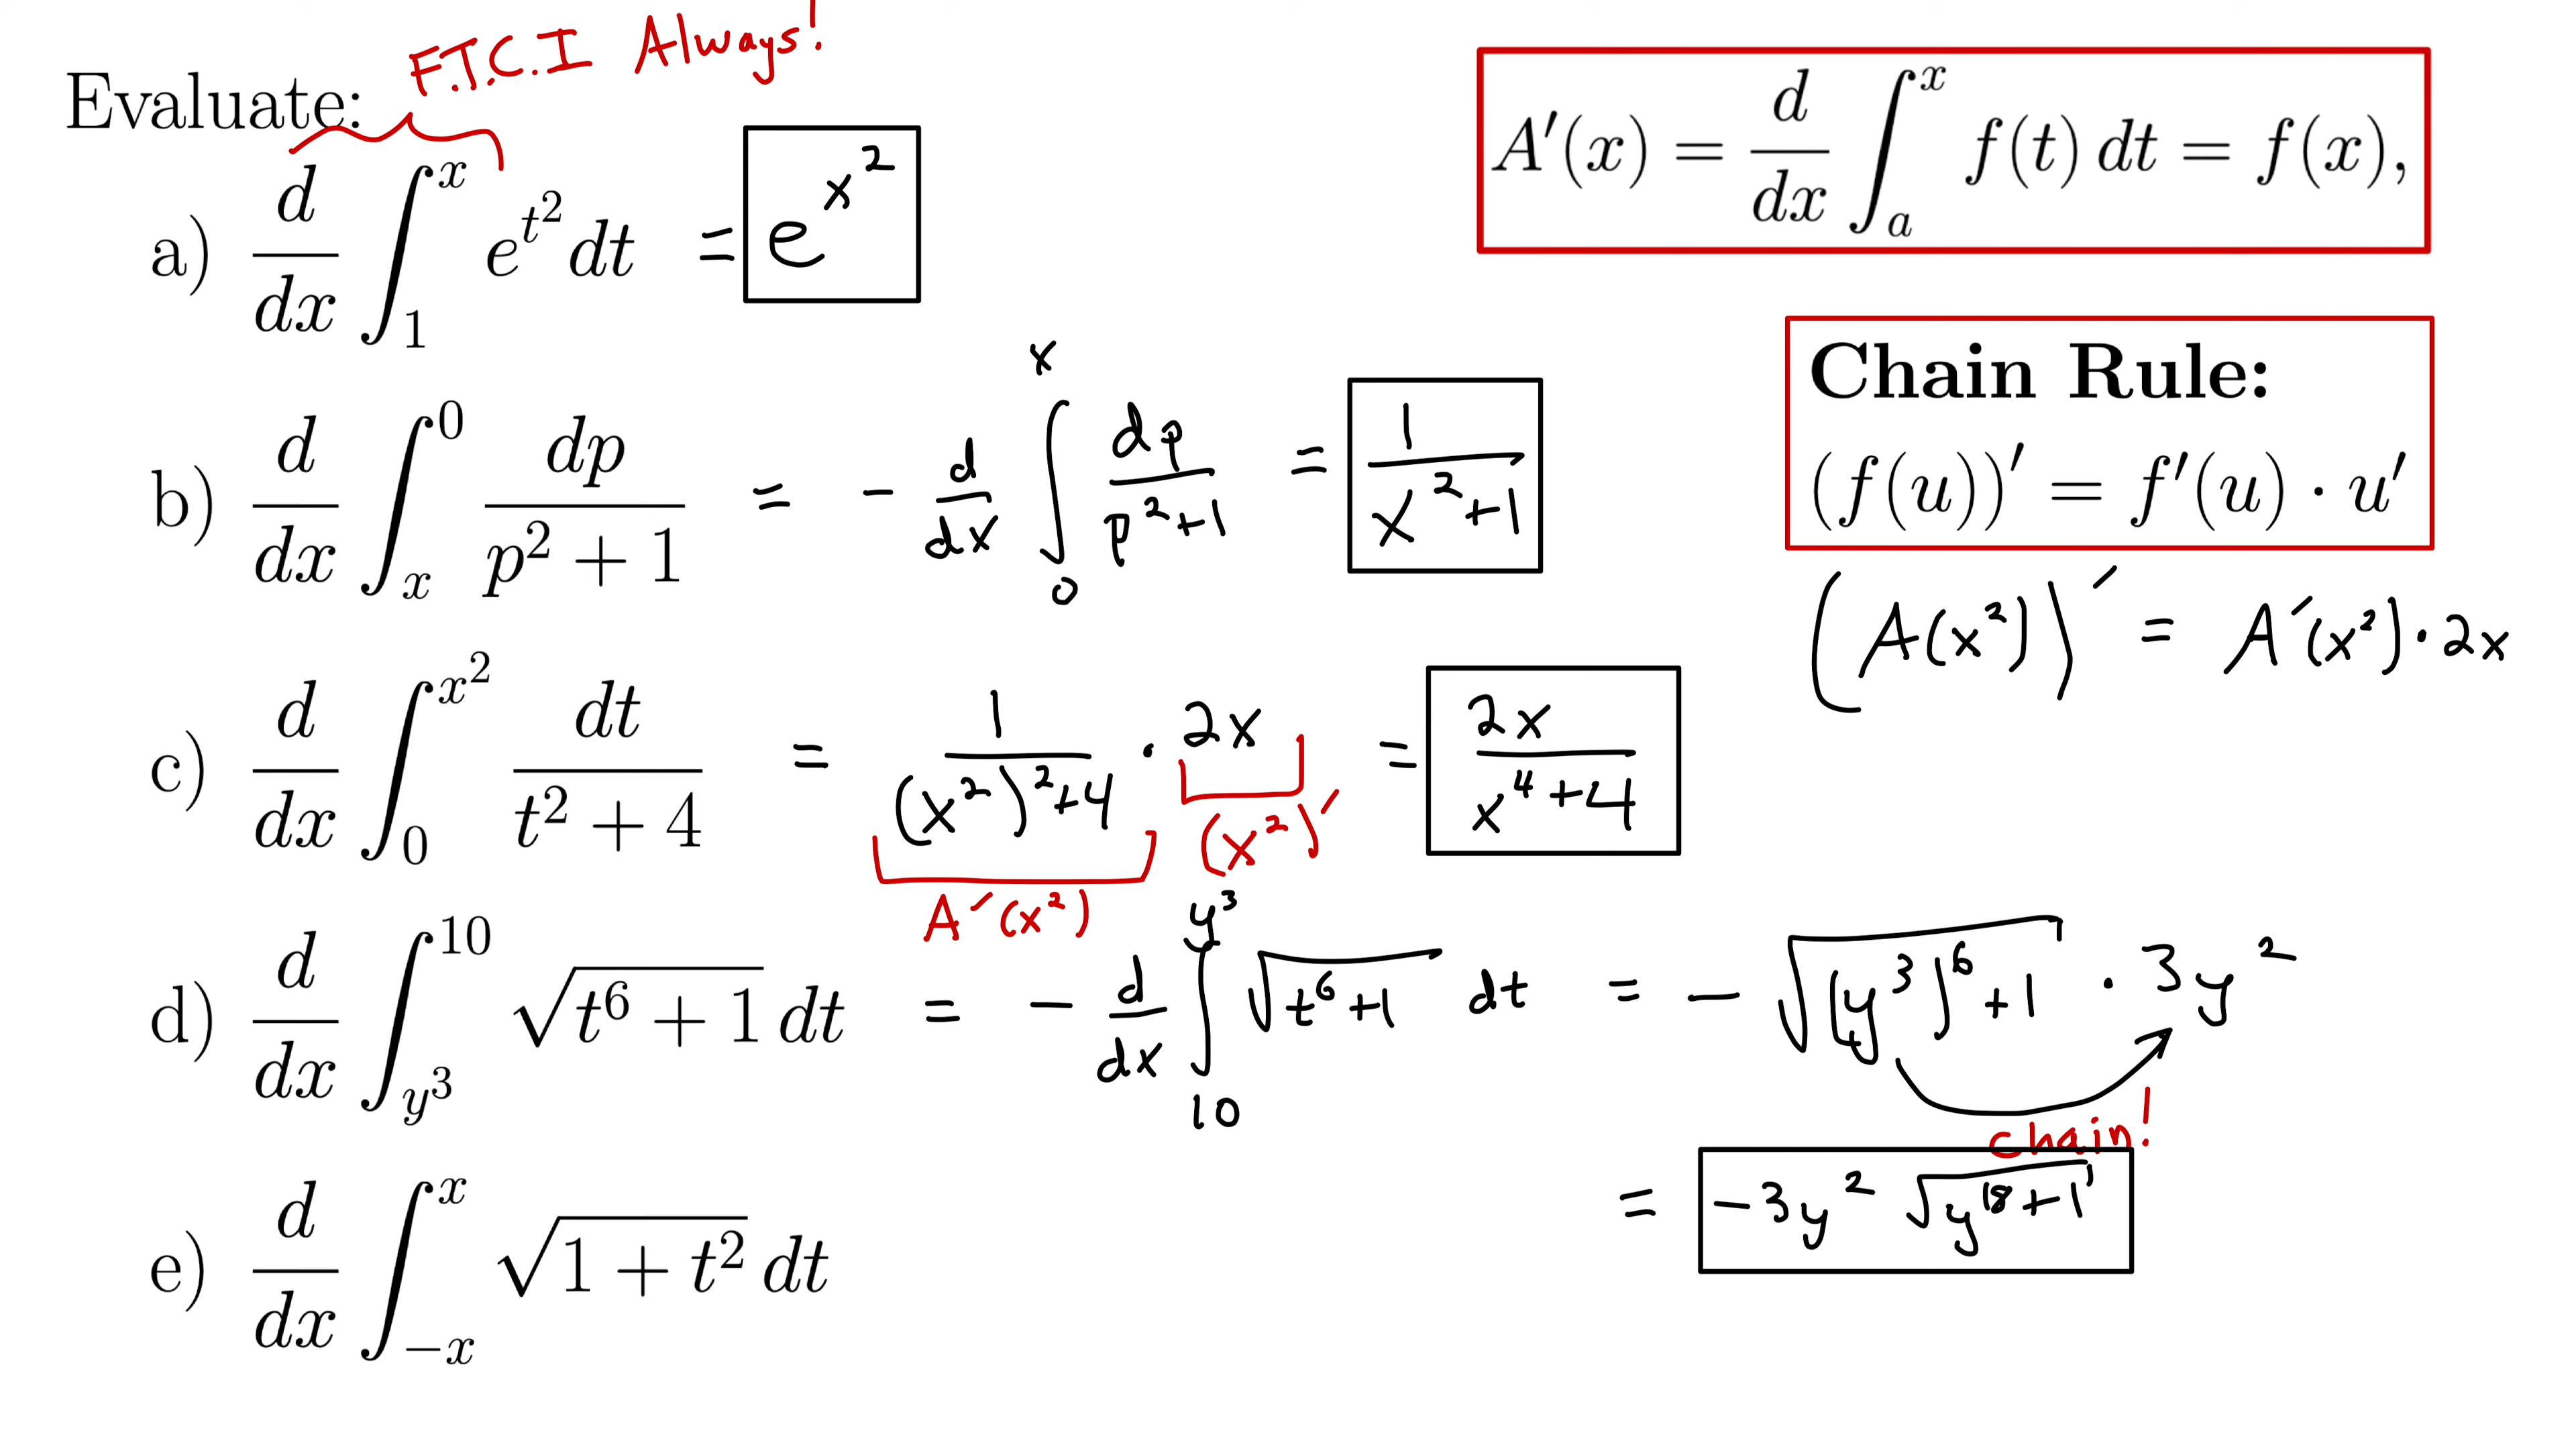 F.T.C.I Always!
Evaluate:
a) d/dx ∫_1^x e^{t^2} dt = e^{x^2}
A′(x) = d/dx ∫_a^x f(t) dt = f(x),
b) d/dx ∫_x^0 dp/(p^2 + 1) = - d/dx ∫_0^x dp/(p^2+1) = 1/(x^2+1)
Chain Rule:
(f(u))′ = f′(u) · u′
(A(x^2))′ = A′(x^2) · 2x
c) d/dx ∫_0^{x^2} dt/(t^2 + 4) = 1/((x^2)^2+4) · 2x = 2x/(x^4+4)
A′(x^2) (x^2)′
d) d/dx ∫_{y^3}^{10} √(t^6 + 1) dt = - d/dx ∫_{10}^{y^3} √(t^6+1) dt = - √((y^3)^6+1) · 3y^2
chain!
= -3y^2 √(y^{18}+1)
e) d/dx ∫_{-x}^x √(1 + t^2) dt